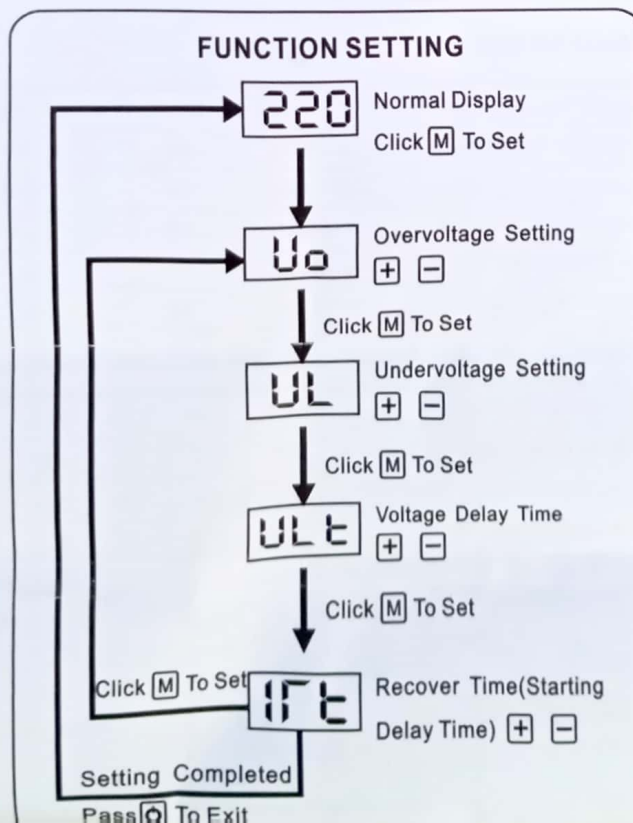 FUNCTION SETTING
220
Normal Display
Click M To Set
Uo
Overvoltage Setting
+ −
Click M To Set
UL
Undervoltage Setting
+ −
Click M To Set
ULt
Voltage Delay Time
+ −
Click M To Set
Click M To Set
Recover Time(Starting
Delay Time) + −
Setting Completed
Pass To Exit